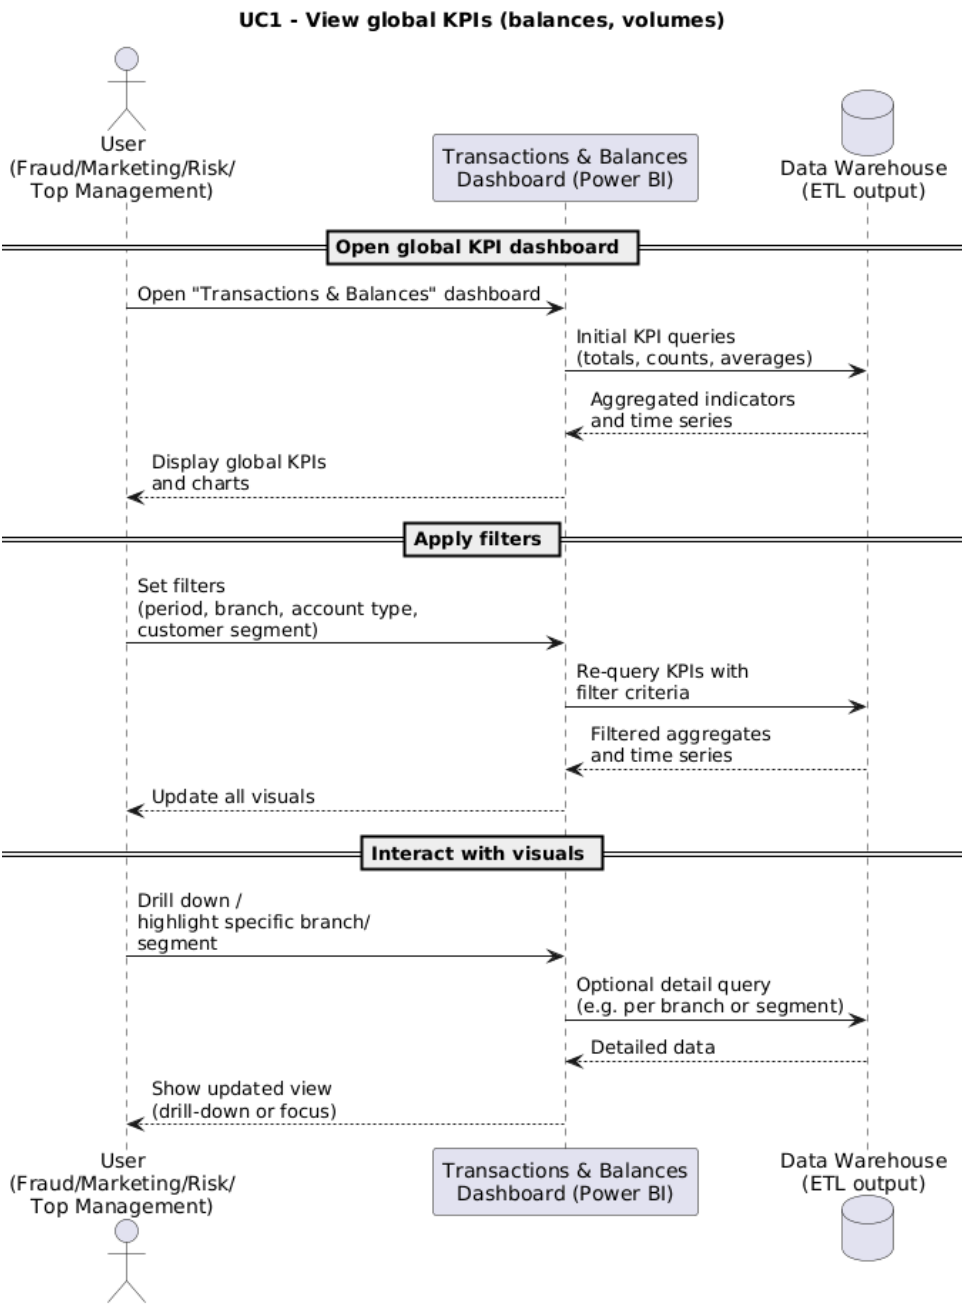 UC1 - View global KPIs (balances, volumes)
User
(Fraud/Marketing/Risk/
Top Management)
Transactions & Balances
Dashboard (Power BI)
Data Warehouse
(ETL output)
Open global KPI dashboard
Open "Transactions & Balances" dashboard
Initial KPI queries
(totals, counts, averages)
Aggregated indicators
and time series
Display global KPIs
and charts
Apply filters
Set filters
(period, branch, account type,
customer segment)
Re-query KPIs with
filter criteria
Filtered aggregates
and time series
Update all visuals
Interact with visuals
Drill down /
highlight specific branch/
segment
Optional detail query
(e.g. per branch or segment)
Detailed data
Show updated view
(drill-down or focus)
User
(Fraud/Marketing/Risk/
Top Management)
Transactions & Balances
Dashboard (Power BI)
Data Warehouse
(ETL output)